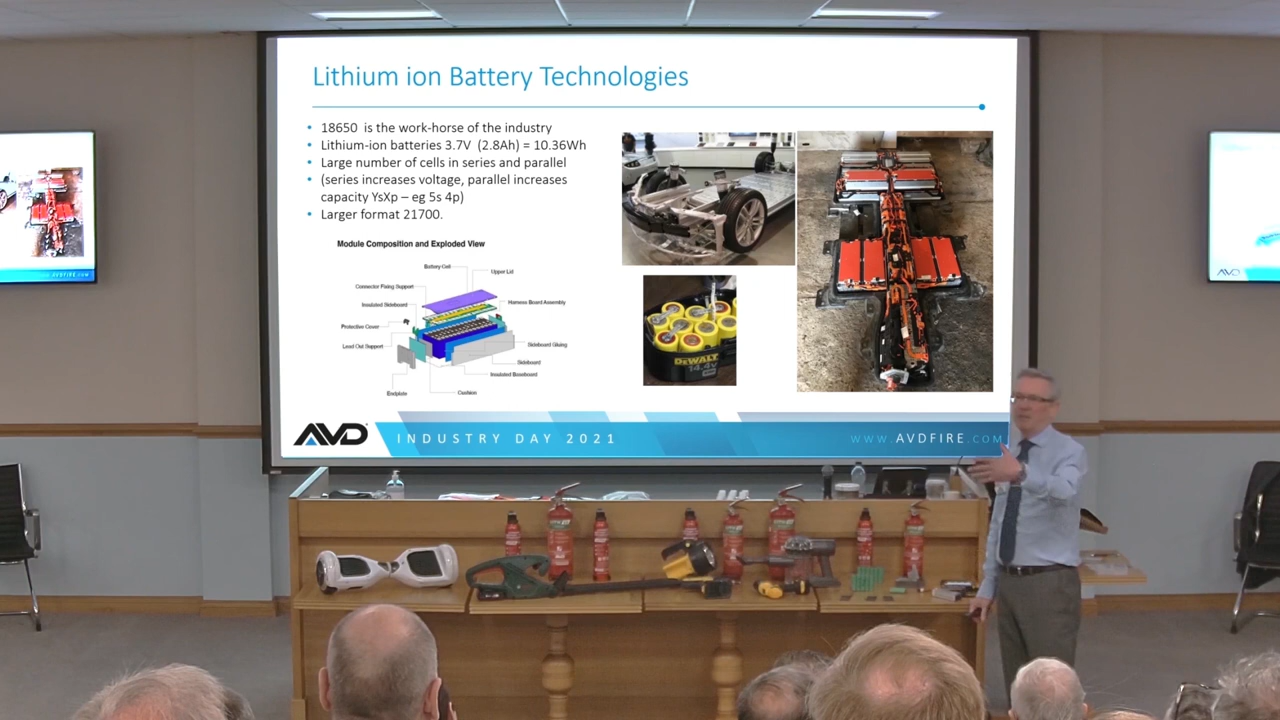 Lithium ion Battery Technologies
• 18650 is the work-horse of the industry
• Lithium-ion batteries 3.7V (2.8Ah) = 10.36Wh
• Large number of cells in series and parallel
• (series increases voltage, parallel increases
capacity YsXp – eg 5s 4p)
• Larger format 21700.
Module Composition and Exploded View
Battery Cell
Upper Lid
Connector Fixing Support
Harness Board Assembly
Insulated Sideboard
Protective Cover
Lead Out Support
Sideboard Gluing
Sideboard
Insulated Baseboard
Endplate
Cushion
DEWALT
14.4V
AVD
INDUSTRY DAY 2021
WWW.AVDFIRE.COM
WWW.AVDFIRE.COM
AVD